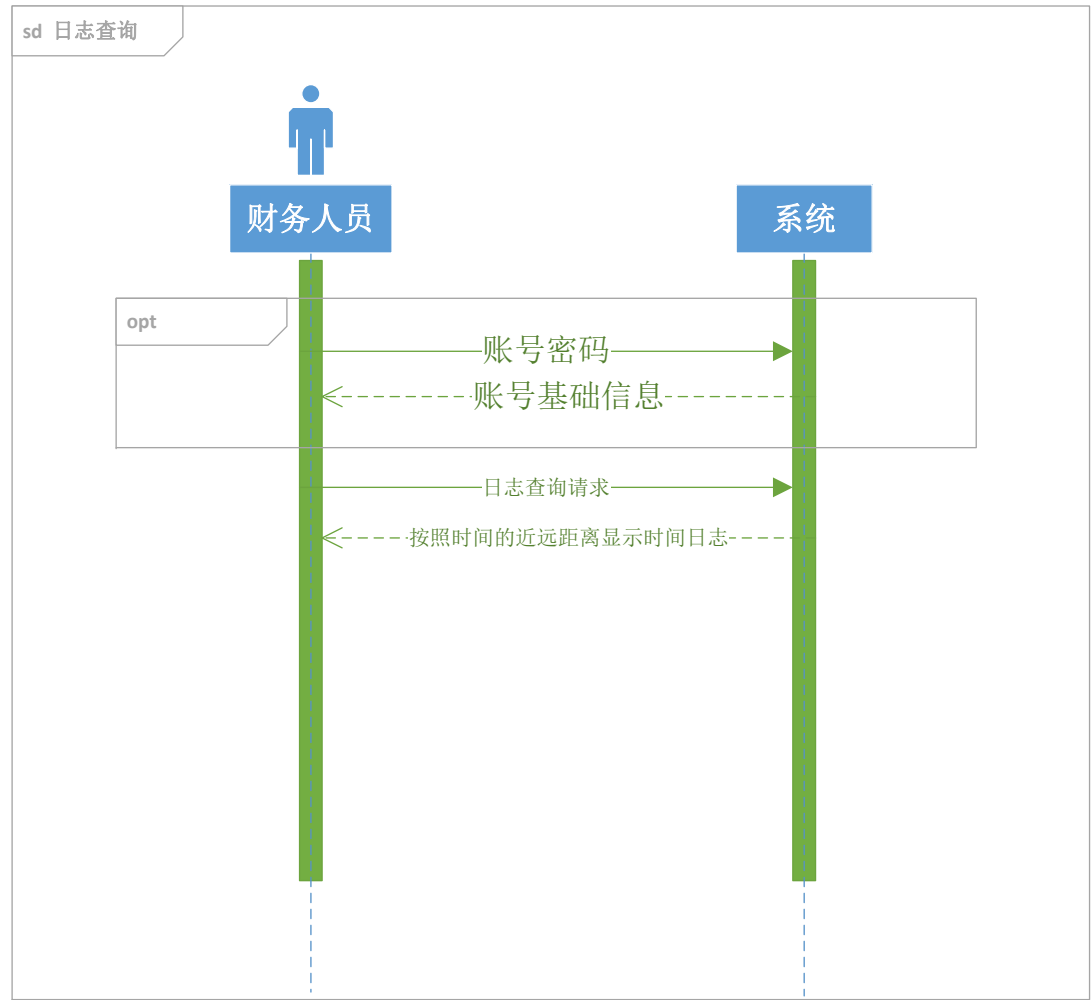 sd 日志查询
财务人员
系统
opt
账号密码
账号基础信息
日志查询请求
按照时间的近远距离显示时间日志